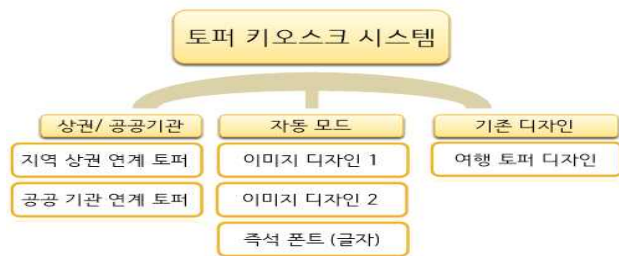 토퍼 키오스크 시스템
상권/ 공공기관
지역 상권 연계 토퍼
공공 기관 연계 토퍼
자동 모드
이미지 디자인 1
이미지 디자인 2
즉석 폰트 (글자)
기존 디자인
여행 토퍼 디자인